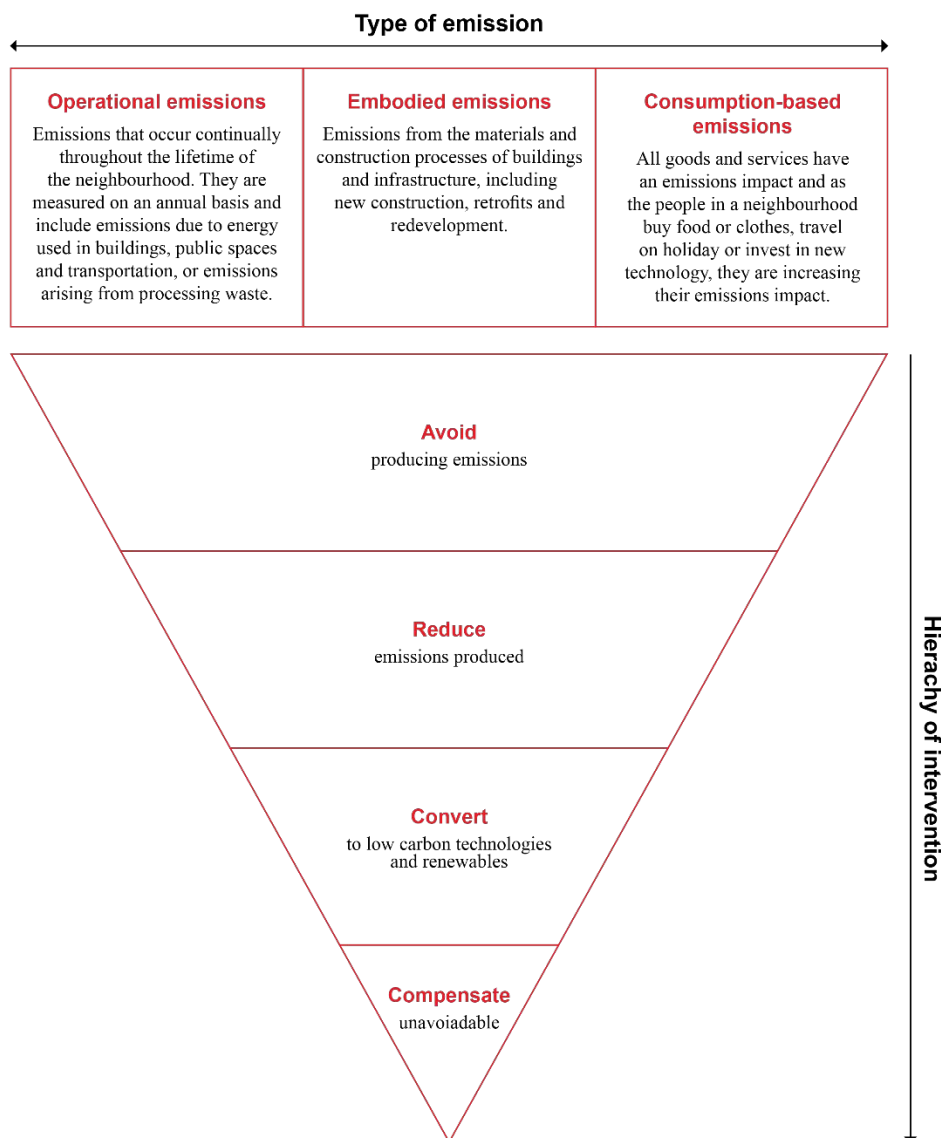 Type of emission
Operational emissions
Emissions that occur continually
throughout the lifetime of
the neighbourhood. They are
measured on an annual basis and
include emissions due to energy
used in buildings, public spaces
and transportation, or emissions
arising from processing waste.
Embodied emissions
Emissions from the materials and
construction processes of buildings
and infrastructure, including
new construction, retrofits and
redevelopment.
Consumption-based
emissions
All goods and services have
an emissions impact and as
the people in a neighbourhood
buy food or clothes, travel
on holiday or invest in new
technology, they are increasing
their emissions impact.
Avoid
producing emissions
Reduce
emissions produced
Convert
to low carbon technologies
and renewables
Compensate
unavoiadable
Hierachy of intervention